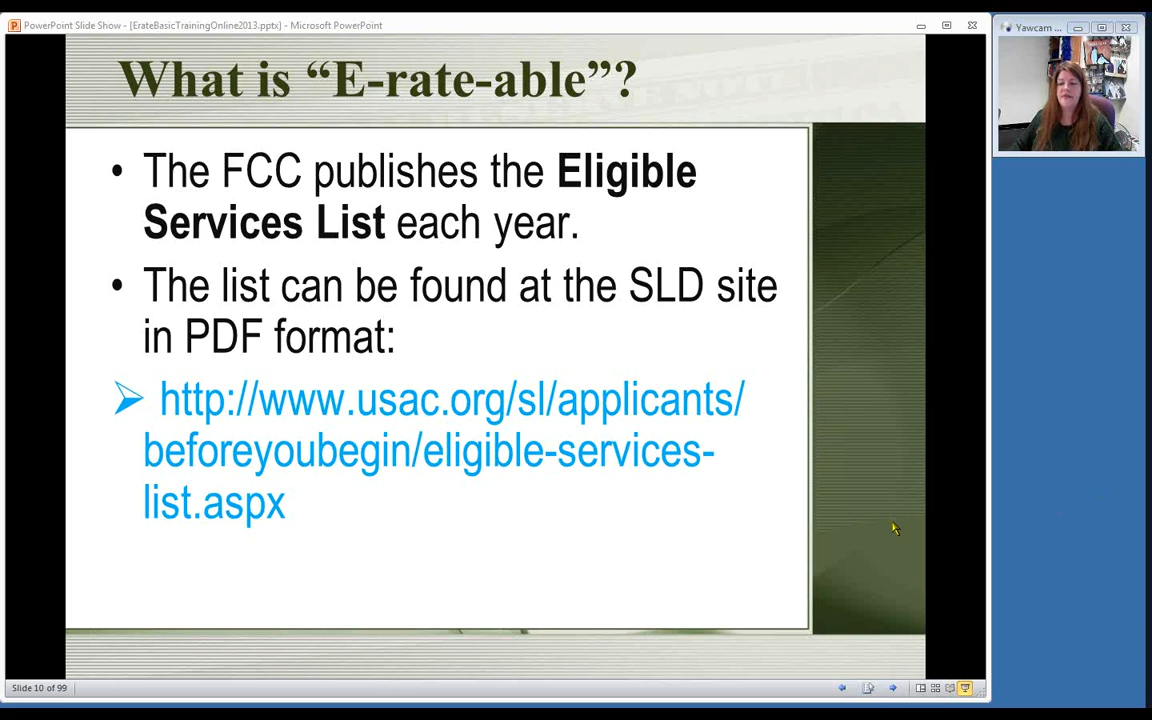 PowerPoint Slide Show - [ErateBasicTrainingOnline2013.pptx] - Microsoft PowerPoint
Yawcam ...
What is “E-rate-able”?
• The FCC publishes the Eligible
Services List each year.
• The list can be found at the SLD site
in PDF format:
➢ http://www.usac.org/sl/applicants/
beforeyoubegin/eligible-services-
list.aspx
Slide 10 of 99